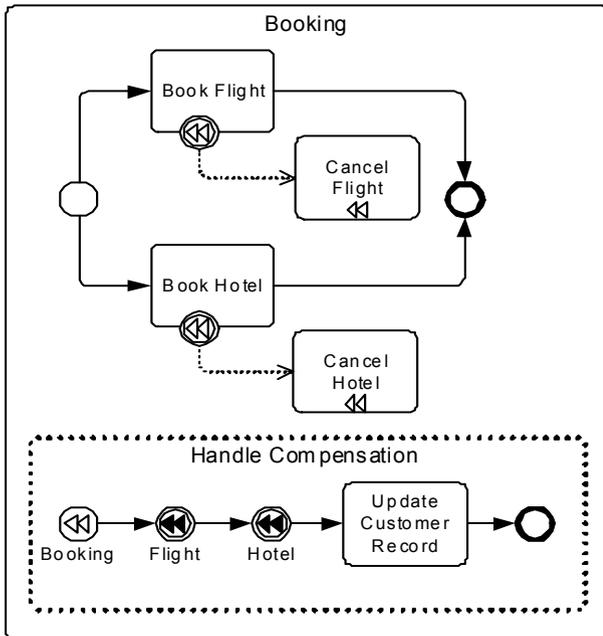 Booking
Book Flight
Cancel
Flight
Book Hotel
Cancel
Hotel
Handle Compensation
Update
Customer
Record
Booking
Flight
Hotel